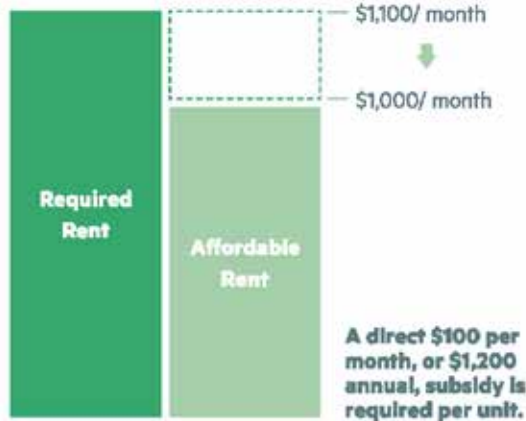 $1,100/ month
$1,000/ month
Required
Rent
Affordable
Rent
A direct $100 per
month, or $1,200
annual, subsidy is
required per unit.